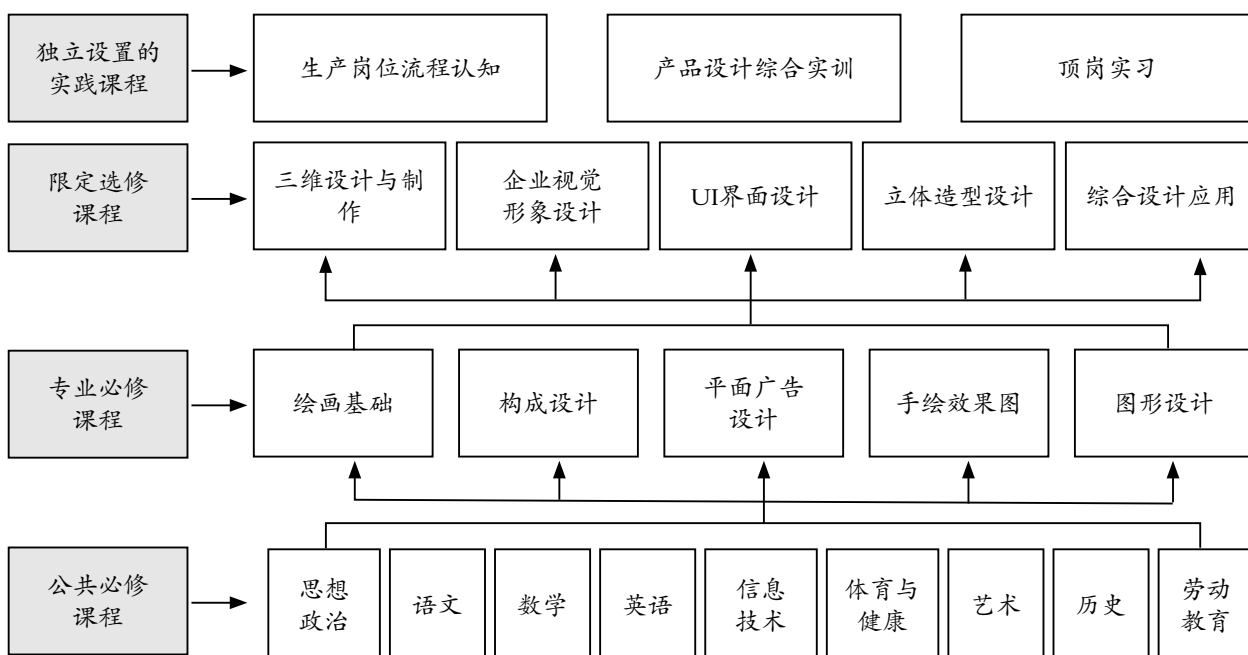 独立设置的
实践课程
生产岗位流程认知
产品设计综合实训
顶岗实习
限定选修
课程
三维设计与制
作
企业视觉
形象设计
UI界面设计
立体造型设计
综合设计应用
专业必修
课程
绘画基础
构成设计
平面广告
设计
手绘效果图
图形设计
公共必修
课程
思想
政治
语文
数学
英语
信息
技术
体育与
健康
艺术
历史
劳动
教育